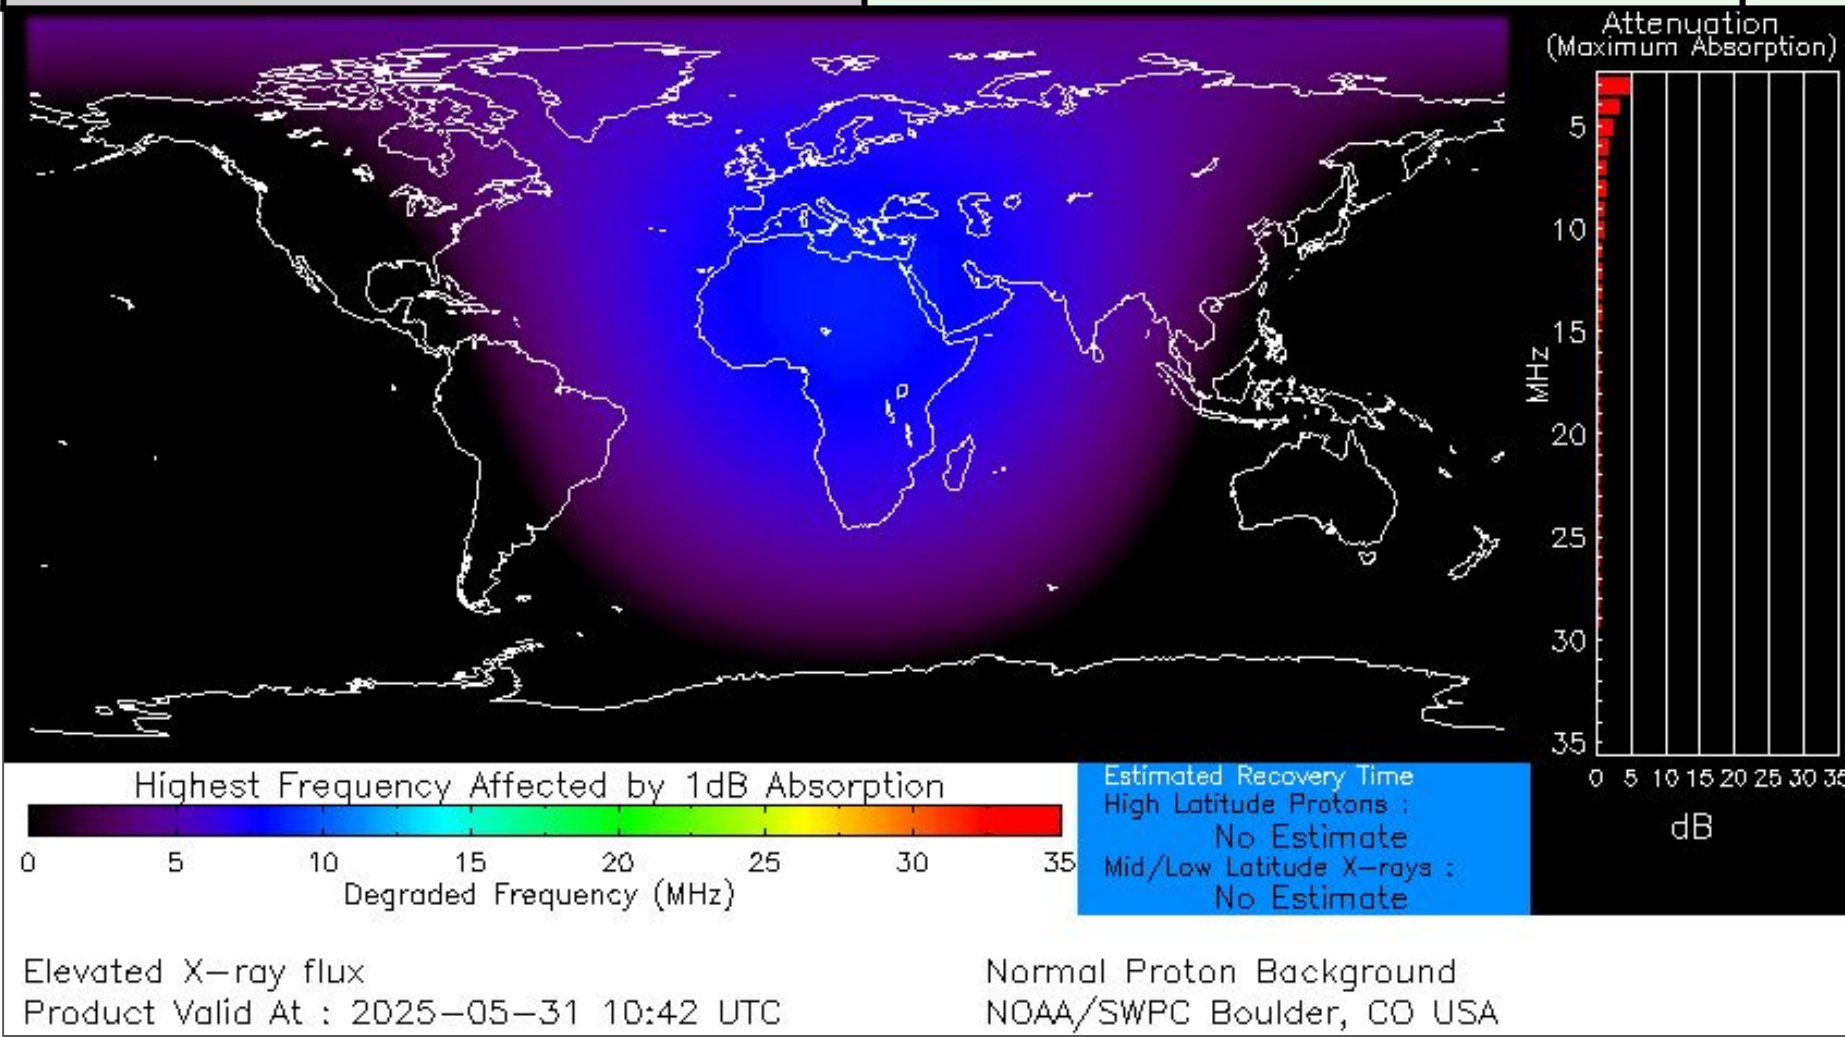 Attenuation
(Maximum Absorption)
5
10
15
20
25
30
35
MHz
0 5 10 15 20 25 30 35
dB
Highest Frequency Affected by 1dB Absorption
0 5 10 15 20 25 30 35
Degraded Frequency (MHz)
Estimated Recovery Time
High Latitude Protons :
No Estimate
Mid/Low Latitude X-rays :
No Estimate
Elevated X-ray flux
Normal Proton Background
Product Valid At : 2025-05-31 10:42 UTC
NOAA/SWPC Boulder, CO USA